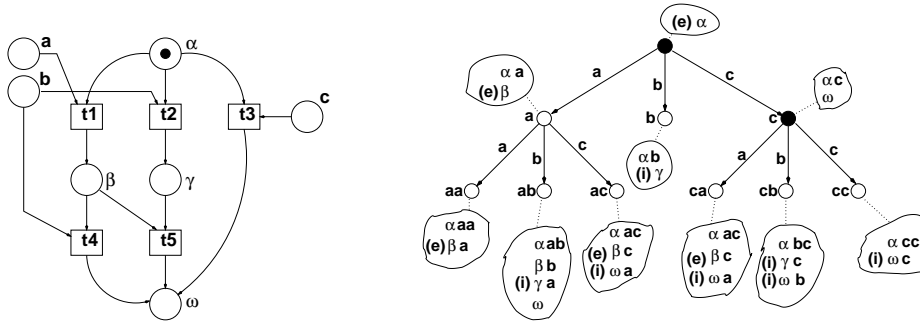 a
α
b
c
t1
t2
t3
β
γ
t4
t5
ω
(e) α
a
b
c
α a
(e) β
a
b
α b
(i) γ
c
α c
ω
a
b
c
a
b
c
aa
ab
ac
ca
cb
cc
α aa
(e) β a
α ab
β b
(i) γ a
ω
α ac
(e) β c
(i) ω a
α ac
(e) β c
(i) ω a
α bc
(i) γ c
(i) ω b
α cc
(i) ω c